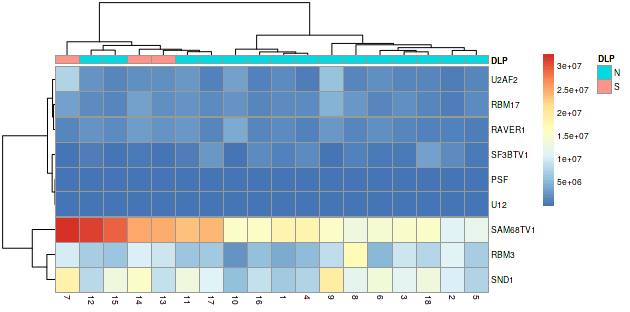 DLP
U2AF2
RBM17
RAVER1
SF3BTV1
PSF
U12
SAM68TV1
RBM3
SND1
7 12 15 14 13 11 17 10 16 1 4 9 8 6 3 18 2 5
3e+07
2.5e+07
2e+07
1.5e+07
1e+07
5e+06
DLP
N
S